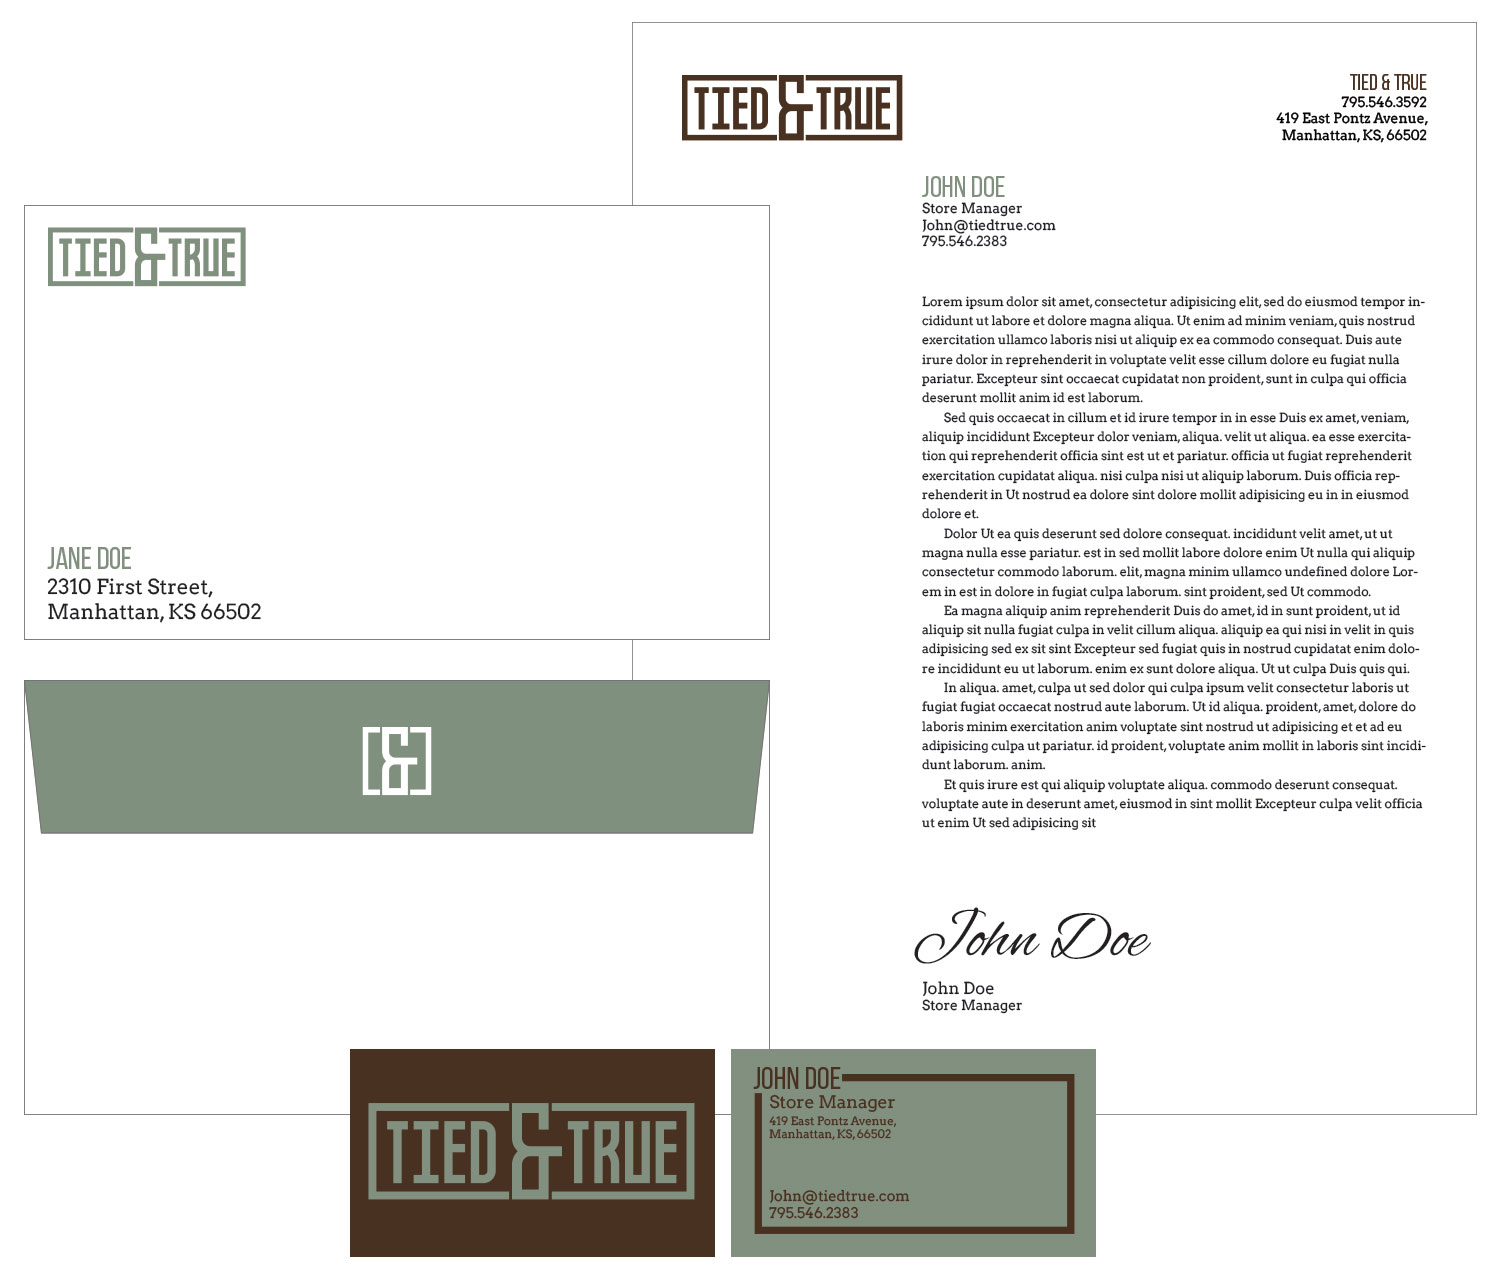 TIED & TRUE
TIED & TRUE
795.546.3592
419 East Pontz Avenue,
Manhattan, KS, 66502
JOHN DOE
Store Manager
John@tiedtrue.com
795.546.2383
Lorem ipsum dolor sit amet, consectetur adipisicing elit, sed do eiusmod tempor in-
cididunt ut labore et dolore magna aliqua. Ut enim ad minim veniam, quis nostrud
exercitation ullamco laboris nisi ut aliquip ex ea commodo consequat. Duis aute
irure dolor in reprehenderit in voluptate velit esse cillum dolore eu fugiat nulla
pariatur. Excepteur sint occaecat cupidatat non proident, sunt in culpa qui officia
deserunt mollit anim id est laborum.
Sed quis occaecat in cillum et id irure tempor in in esse Duis ex amet, veniam,
aliquip incididunt Excepteur dolor veniam, aliqua. velit ut aliqua. ea esse exercita-
tion qui reprehenderit officia sint est ut et pariatur. officia ut fugiat reprehenderit
exercitation cupidatat aliqua. nisi culpa nisi ut aliquip laborum. Duis officia rep-
rehenderit in Ut nostrud ea dolore sint dolore mollit adipisicing eu in in eiusmod
dolore et.
Dolor Ut ea quis deserunt sed dolore consequat. incididunt velit amet, ut ut
magna nulla esse pariatur. est in sed mollit labore dolore enim Ut nulla qui aliquip
consectetur commodo laborum. elit, magna minim ullamco undefined dolore Lor-
em in est in dolore in fugiat culpa laborum. sint proident, sed Ut commodo.
Ea magna aliquip anim reprehenderit Duis do amet, id in sunt proident, ut id
aliquip sit nulla fugiat culpa in velit cillum aliqua. aliquip ea qui nisi in velit in quis
adipisicing sed ex sit sint Excepteur sed fugiat quis in nostrud cupidatat enim dolo-
re incididunt eu ut laborum. enim ex sunt dolore aliqua. Ut ut culpa Duis quis qui.
In aliqua. amet, culpa ut sed dolor qui culpa ipsum velit consectetur laboris ut
fugiat fugiat occaecat nostrud aute laborum. Ut id aliqua. proident, amet, dolore do
laboris minim exercitation anim voluptate sint nostrud ut adipisicing et et ad eu
adipisicing culpa ut pariatur. id proident, voluptate anim mollit in laboris sint incidi-
dunt laborum. anim.
Et quis irure est qui aliquip voluptate aliqua. commodo deserunt consequat.
voluptate aute in deserunt amet, eiusmod in sint mollit Excepteur culpa velit officia
ut enim Ut sed adipisicing sit
John Doe
John Doe
Store Manager
TIED & TRUE
JANE DOE
2310 First Street,
Manhattan, KS 66502
[&]
TIED & TRUE
JOHN DOE
Store Manager
419 East Pontz Avenue,
Manhattan, KS, 66502
John@tiedtrue.com
795.546.2383